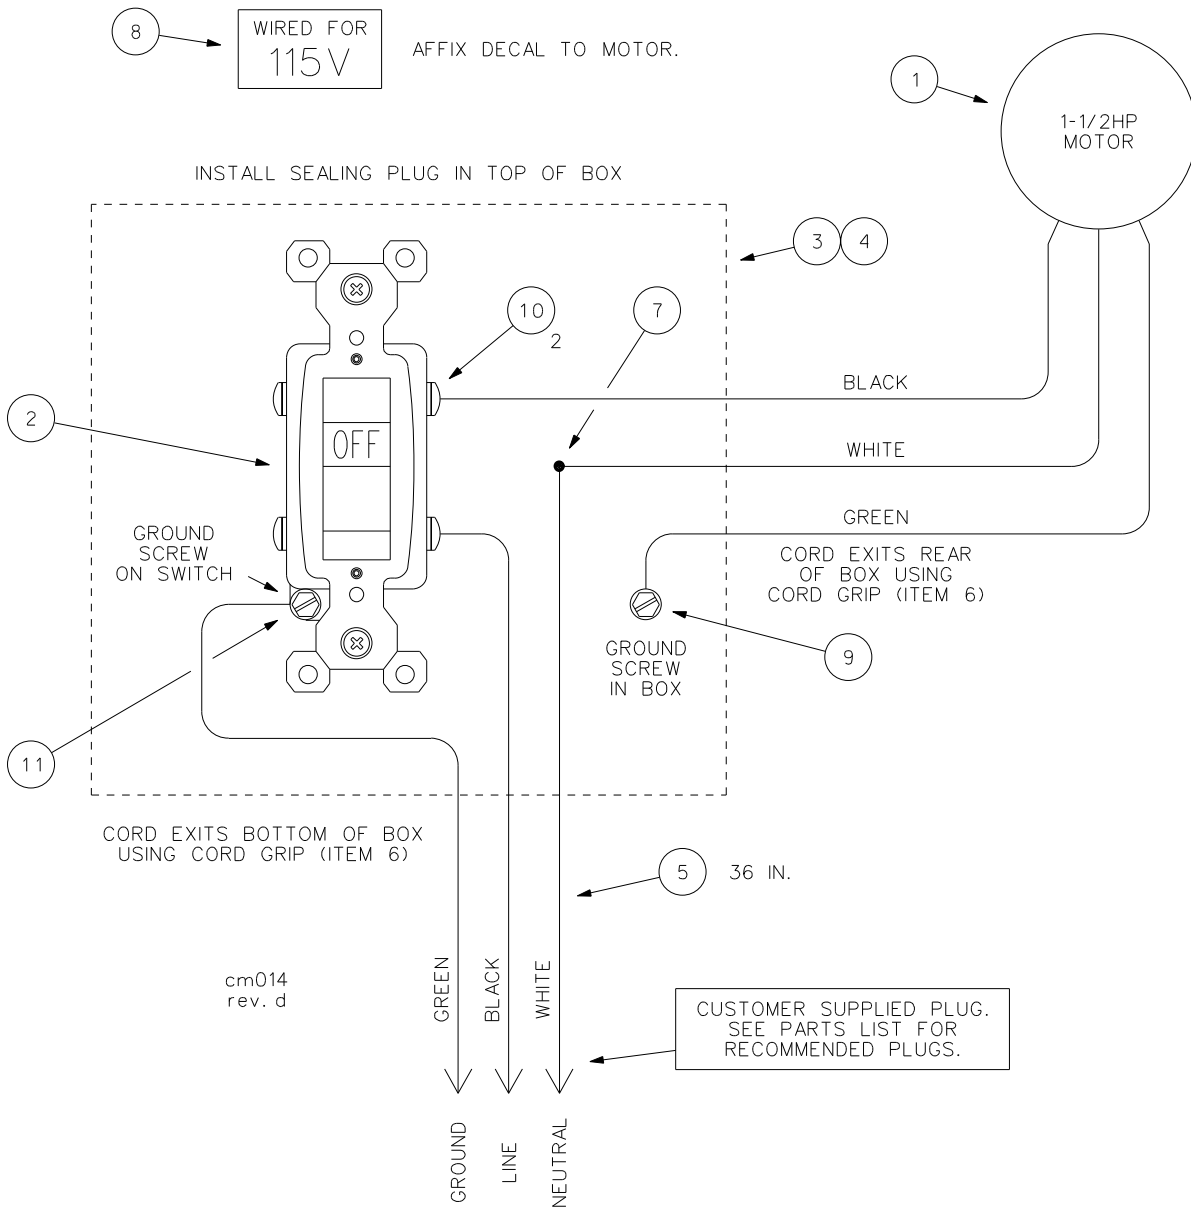 8
WIRED FOR
115V
AFFIX DECAL TO MOTOR.
1
1-1/2HP
MOTOR
INSTALL SEALING PLUG IN TOP OF BOX
3
4
10
2
7
BLACK
2
OFF
WHITE
GREEN
GROUND
SCREW
ON SWITCH
CORD EXITS REAR
OF BOX USING
CORD GRIP (ITEM 6)
GROUND
SCREW
IN BOX
9
11
CORD EXITS BOTTOM OF BOX
USING CORD GRIP (ITEM 6)
5
36 IN.
cm014
rev. d
GREEN
BLACK
WHITE
CUSTOMER SUPPLIED PLUG.
SEE PARTS LIST FOR
RECOMMENDED PLUGS.
GROUND
LINE
NEUTRAL